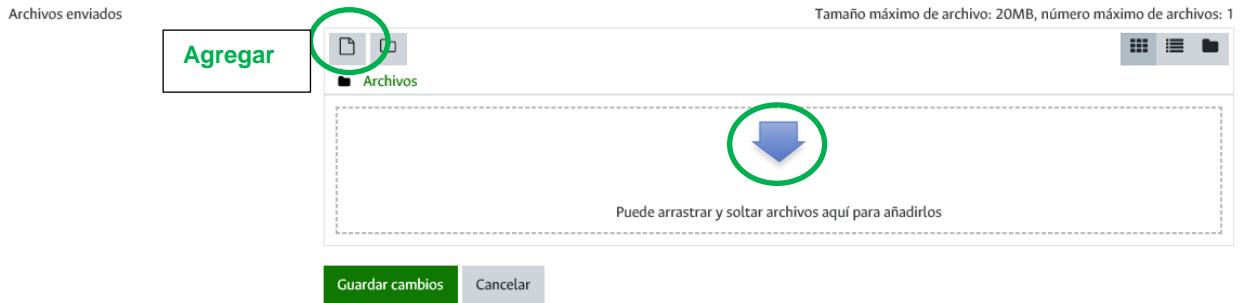 Archivos enviados
Tamaño máximo de archivo: 20MB, número máximo de archivos: 1
Agregar
Archivos
Puede arrastrar y soltar archivos aquí para añadirlos
Guardar cambios
Cancelar